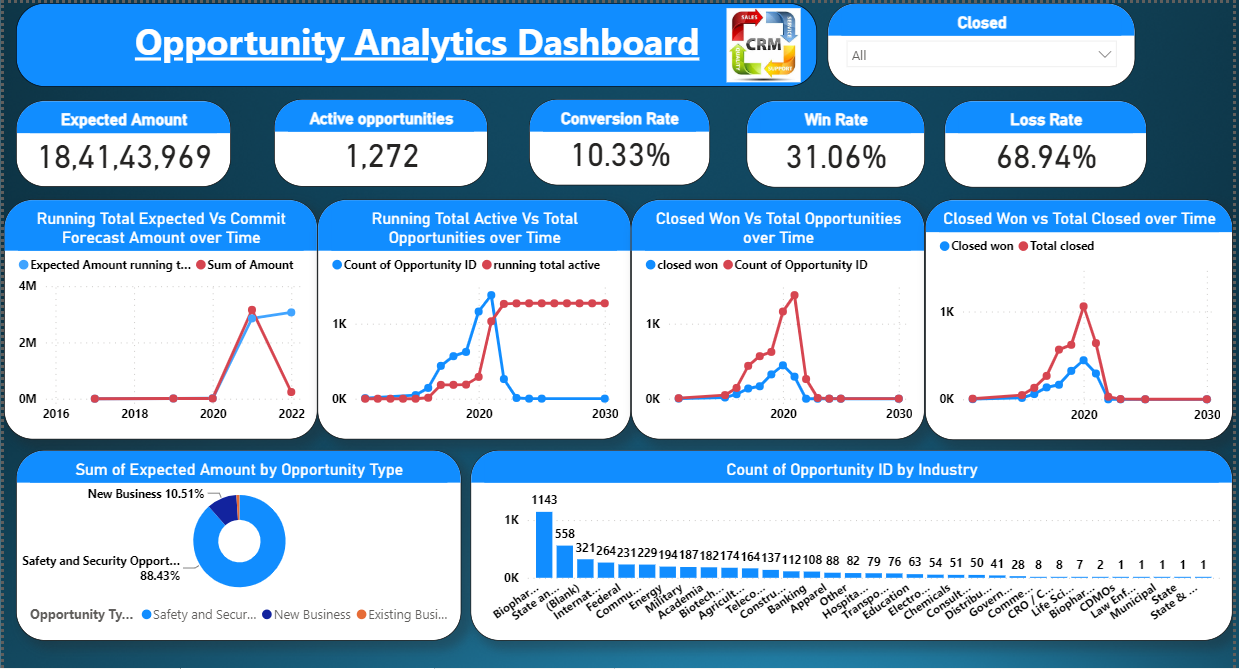 Opportunity Analytics Dashboard
SALES
SERVICE
CRM
SUPPORT
QUALITY
Closed
All
Expected Amount
18,41,43,969
Active opportunities
1,272
Conversion Rate
10.33%
Win Rate
31.06%
Loss Rate
68.94%
Running Total Expected Vs Commit
Forecast Amount over Time
Expected Amount running t... Sum of Amount
4M
2M
0M
2016 2018 2020 2022
Running Total Active Vs Total
Opportunities over Time
Count of Opportunity ID running total active
1K
0K
2020 2030
Closed Won Vs Total Opportunities
over Time
closed won Count of Opportunity ID
1K
0K
2020 2030
Closed Won vs Total Closed over Time
Closed won Total closed
1K
0K
2020 2030
Sum of Expected Amount by Opportunity Type
New Business 10.51%
Safety and Security Opport...
88.43%
Opportunity Ty... Safety and Secur... New Business Existing Busi...
Count of Opportunity ID by Industry
1K
0K
1143 558 321 264 231 229 194 187 182 174 164 137 112 108 88 82 79 76 63 54 51 50 41 28 8 8 7 2 1 1 1 1 1
Biophar... State an... (Blank) Internat... Federal Commu... Energy Military Academia Biotech... Agricult... Teleco... Constru... Banking Apparel Other Hospita... Transpo... Education Electro... Chemicals Consult... Distribu... Govern... Comme... CRO / C... Life Sci... Biophar... CDMOs Law Enf... Municipal State State & ...